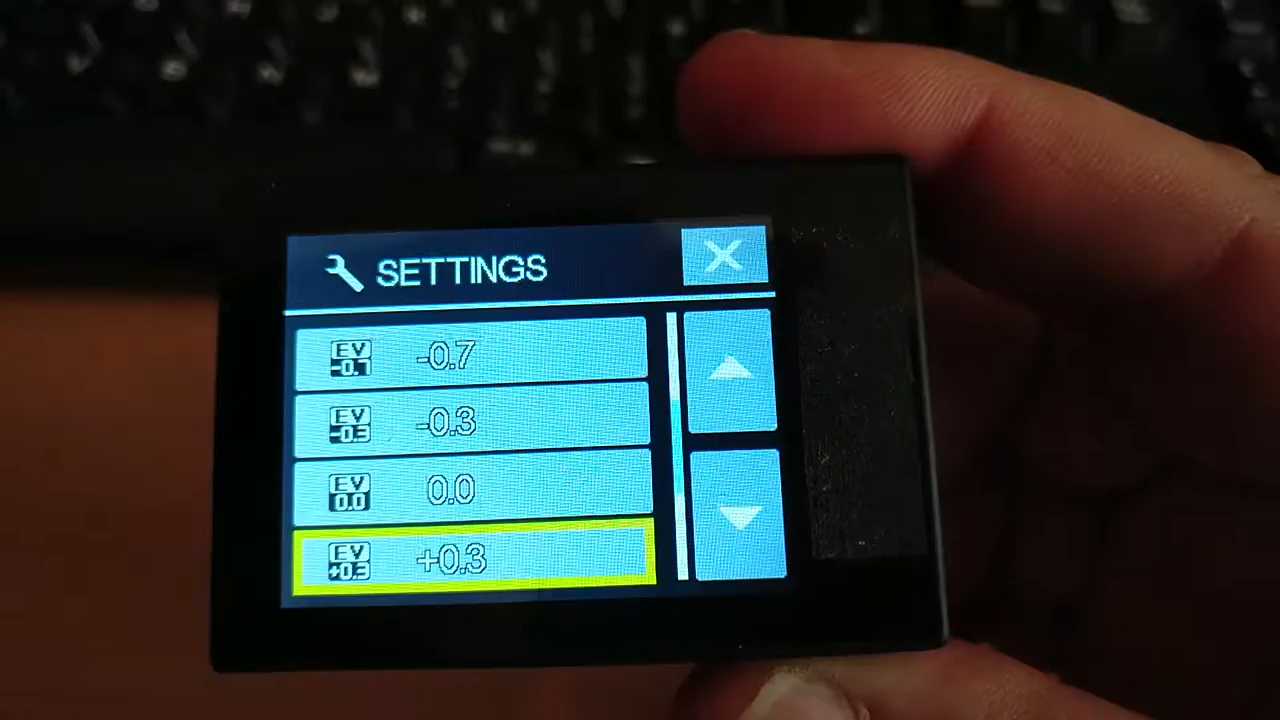 SETTINGS
EV -0.7 -0.7
EV -0.3 -0.3
EV 0.0 0.0
EV +0.3 +0.3